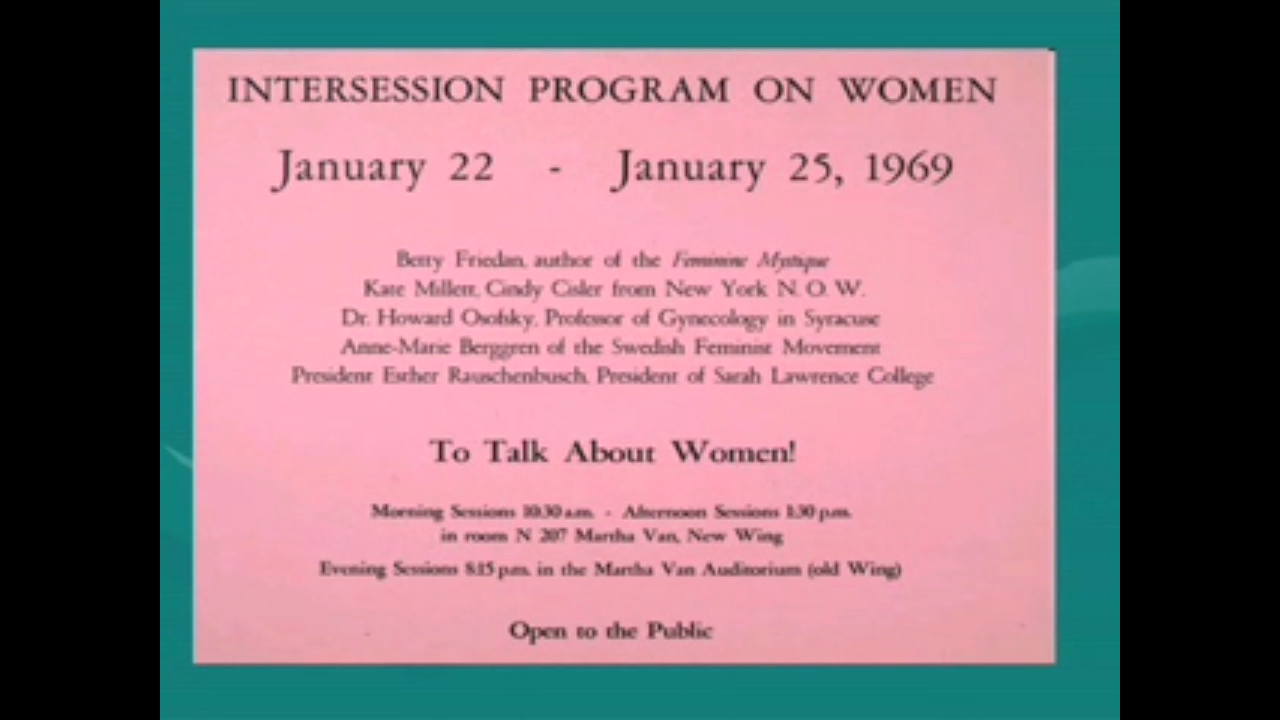 INTERSESSION PROGRAM ON WOMEN
January 22 - January 25, 1969
Betty Friedan, author of the Feminine Mystique
Kate Millett, Cindy Cisler from New York N. O. W.
Dr. Howard Osofsky, Professor of Gynecology in Syracuse
Anne-Marie Berggren of the Swedish Feminist Movement
President Esther Rauschenbusch, President of Sarah Lawrence College
To Talk About Women!
Morning Sessions 10:30 a.m. - Afternoon Sessions 1:30 p.m.
in room N 207 Martha Van, New Wing
Evening Sessions 8:15 p.m. in the Martha Van Auditorium (old Wing)
Open to the Public